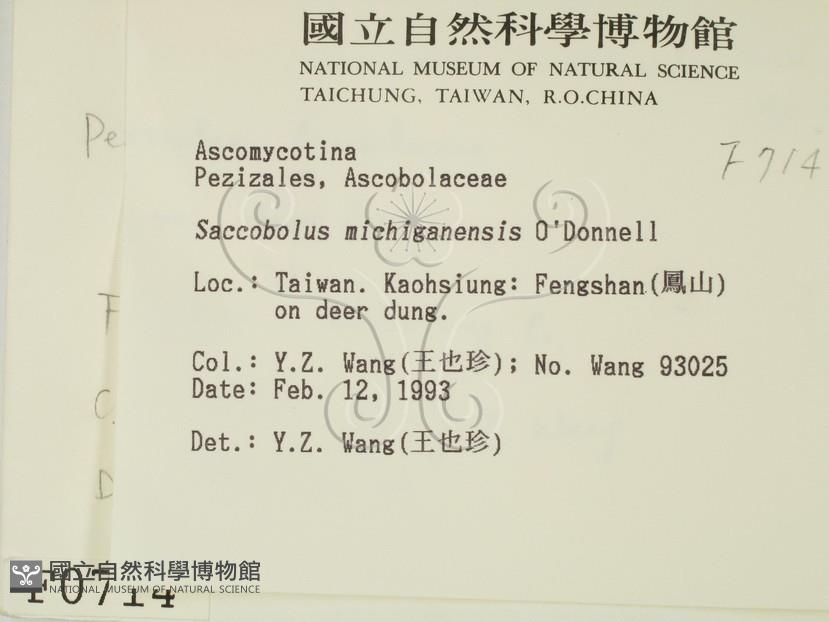 國立自然科學博物館
NATIONAL MUSEUM OF NATURAL SCIENCE
TAICHUNG, TAIWAN, R.O.CHINA
F714
Ascomycotina
Pezizales, Ascobolaceae
Saccobolus michiganensis O'Donnell
Loc.: Taiwan. Kaohsiung: Fengshan(鳳山)
on deer dung.
Col.: Y.Z. Wang(王也珍); No. Wang 93025
Date: Feb. 12, 1993
Det.: Y.Z. Wang(王也珍)
Pe
F
C
D
國立自然科學博物館
NATIONAL MUSEUM OF NATURAL SCIENCE
F0714